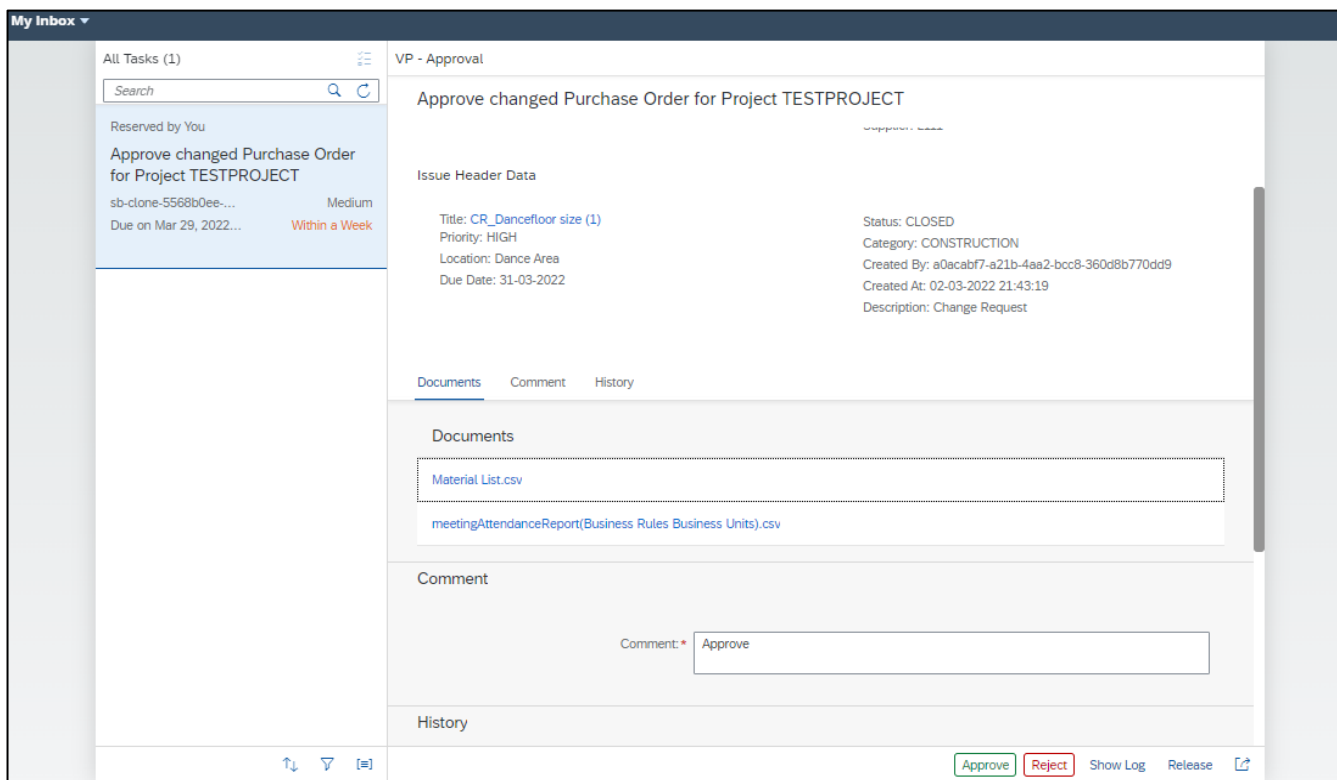 My Inbox
All Tasks (1)
Search
Reserved by You
Approve changed Purchase Order
for Project TESTPROJECT
sb-clone-5568b0ee-... Medium
Due on Mar 29, 2022... Within a Week
VP - Approval
Approve changed Purchase Order for Project TESTPROJECT
Issue Header Data
Title: CR_Dancefloor size (1)
Priority: HIGH
Location: Dance Area
Due Date: 31-03-2022
Status: CLOSED
Category: CONSTRUCTION
Created By: a0acabf7-a21b-4aa2-bcc8-360d8b770dd9
Created At: 02-03-2022 21:43:19
Description: Change Request
Documents Comment History
Documents
Material List.csv
meetingAttendanceReport(Business Rules Business Units).csv
Comment
Comment:* Approve
History
Approve Reject Show Log Release